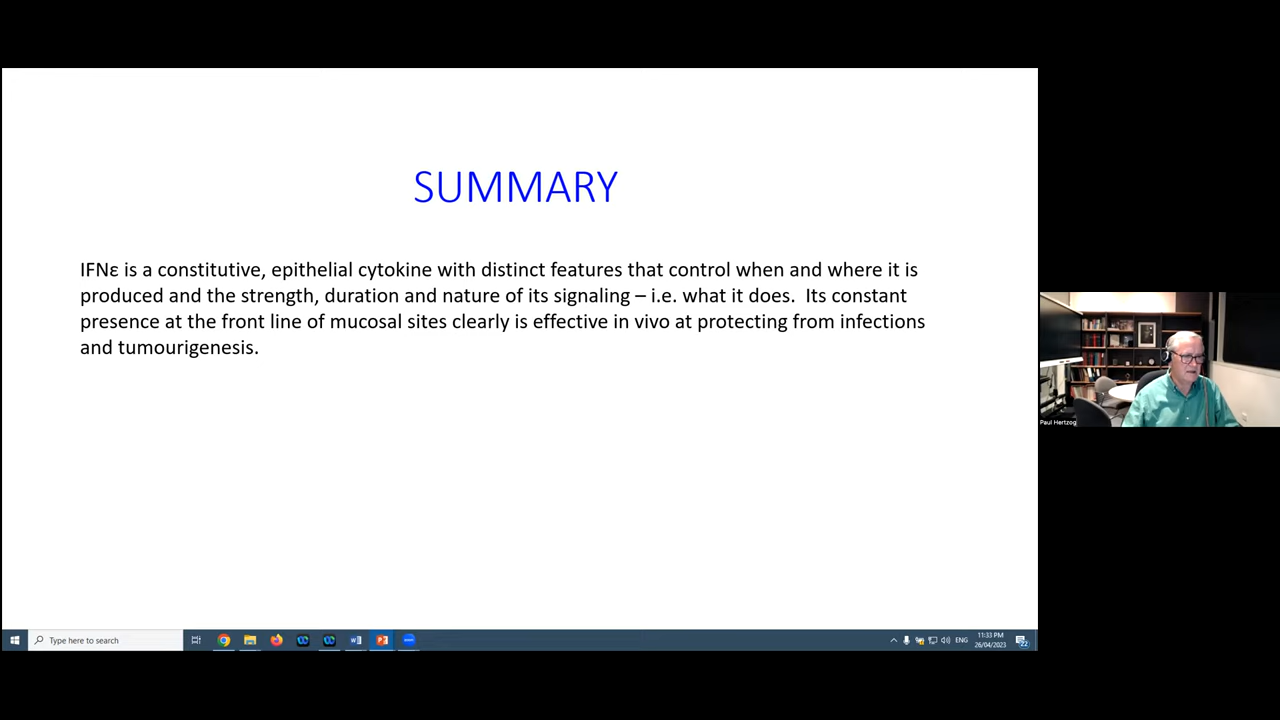 SUMMARY
IFNε is a constitutive, epithelial cytokine with distinct features that control when and where it is
produced and the strength, duration and nature of its signaling – i.e. what it does.  Its constant
presence at the front line of mucosal sites clearly is effective in vivo at protecting from infections
and tumourigenesis.
Paul Hertzog
Type here to search
ENG
11:33 PM
26/04/2023
22